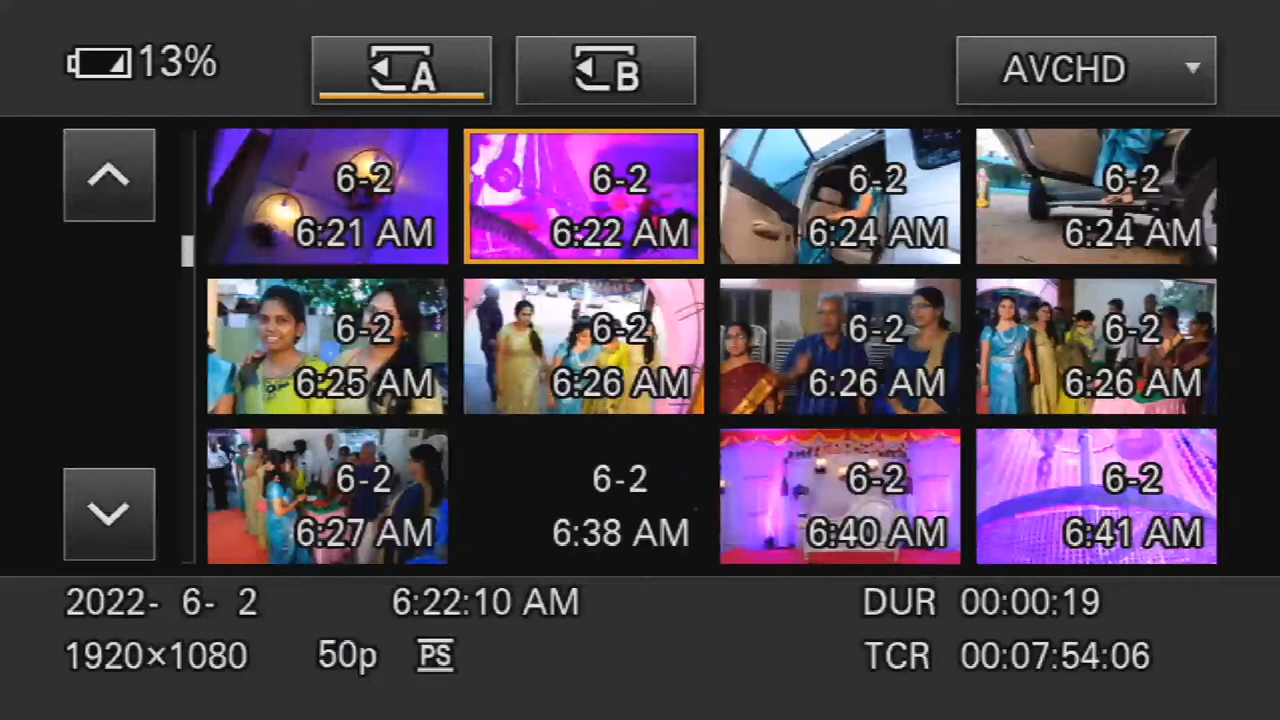 13%
A
B
AVCHD
6-2
6:21 AM
6-2
6:22 AM
6-2
6:24 AM
6-2
6:24 AM
6-2
6:25 AM
6-2
6:26 AM
6-2
6:26 AM
6-2
6:26 AM
6-2
6:27 AM
6-2
6:38 AM
6-2
6:40 AM
6-2
6:41 AM
2022- 6- 2 6:22:10 AM DUR 00:00:19
1920×1080 50p PS TCR 00:07:54:06